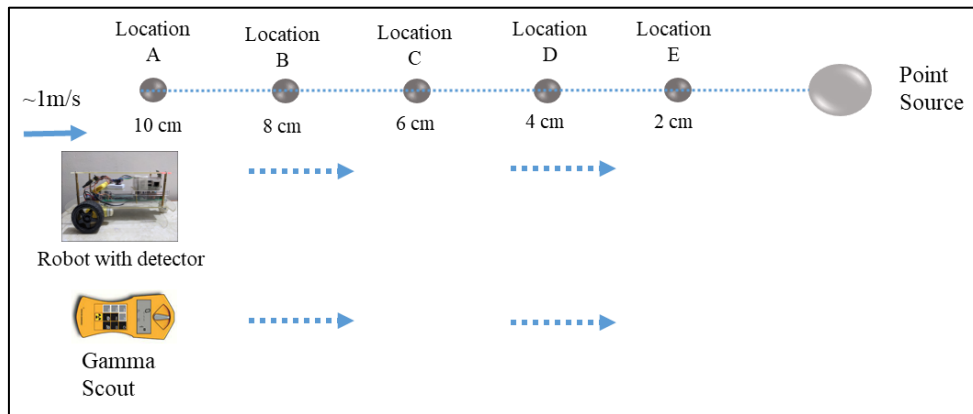 Location
A
Location
B
Location
C
Location
D
Location
E
Point
Source
~1m/s
10 cm
8 cm
6 cm
4 cm
2 cm
Robot with detector
Gamma
Scout